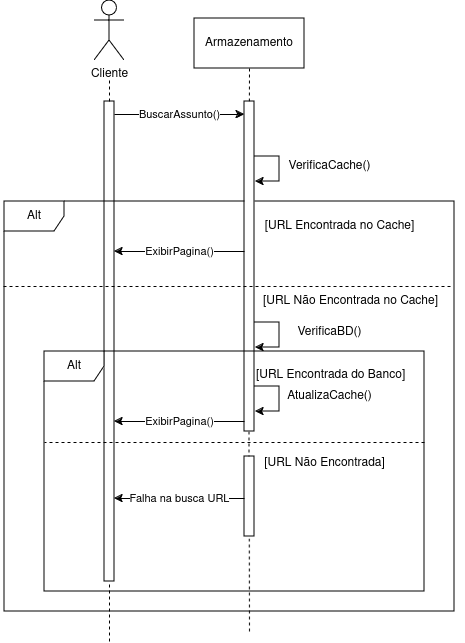 Armazenamento
Cliente
BuscarAssunto()
VerificaCache()
Alt
[URL Encontrada no Cache]
ExibirPagina()
[URL Não Encontrada no Cache]
VerificaBD()
Alt
[URL Encontrada do Banco]
AtualizaCache()
ExibirPagina()
[URL Não Encontrada]
Falha na busca URL